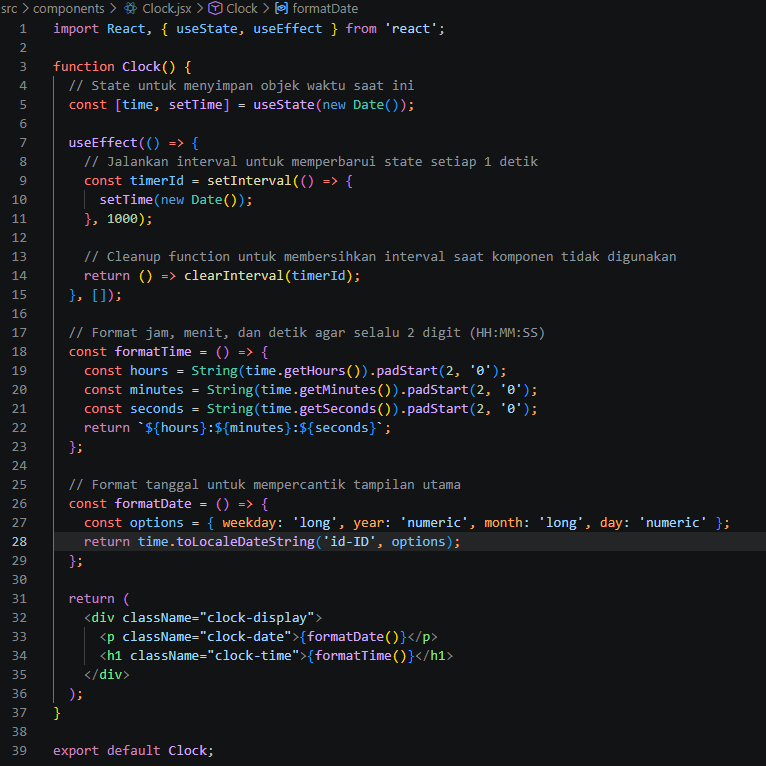 src > components > Clock.jsx > Clock > formatDate
1 import React, { useState, useEffect } from 'react';
2
3 function Clock() {
4   // State untuk menyimpan objek waktu saat ini
5   const [time, setTime] = useState(new Date());
6
7   useEffect(() => {
8     // Jalankan interval untuk memperbarui state setiap 1 detik
9     const timerId = setInterval(() => {
10       setTime(new Date());
11     }, 1000);
12
13     // Cleanup function untuk membersihkan interval saat komponen tidak digunakan
14     return () => clearInterval(timerId);
15   }, []);
16
17   // Format jam, menit, dan detik agar selalu 2 digit (HH:MM:SS)
18   const formatTime = () => {
19     const hours = String(time.getHours()).padStart(2, '0');
20     const minutes = String(time.getMinutes()).padStart(2, '0');
21     const seconds = String(time.getSeconds()).padStart(2, '0');
22     return `${hours}:${minutes}:${seconds}`;
23   };
24
25   // Format tanggal untuk mempercantik tampilan utama
26   const formatDate = () => {
27     const options = { weekday: 'long', year: 'numeric', month: 'long', day: 'numeric' };
28     return time.toLocaleDateString('id-ID', options);
29   };
30
31   return (
32     <div className="clock-display">
33       <p className="clock-date">{formatDate()}</p>
34       <h1 className="clock-time">{formatTime()}</h1>
35     </div>
36   );
37 }
38
39 export default Clock;